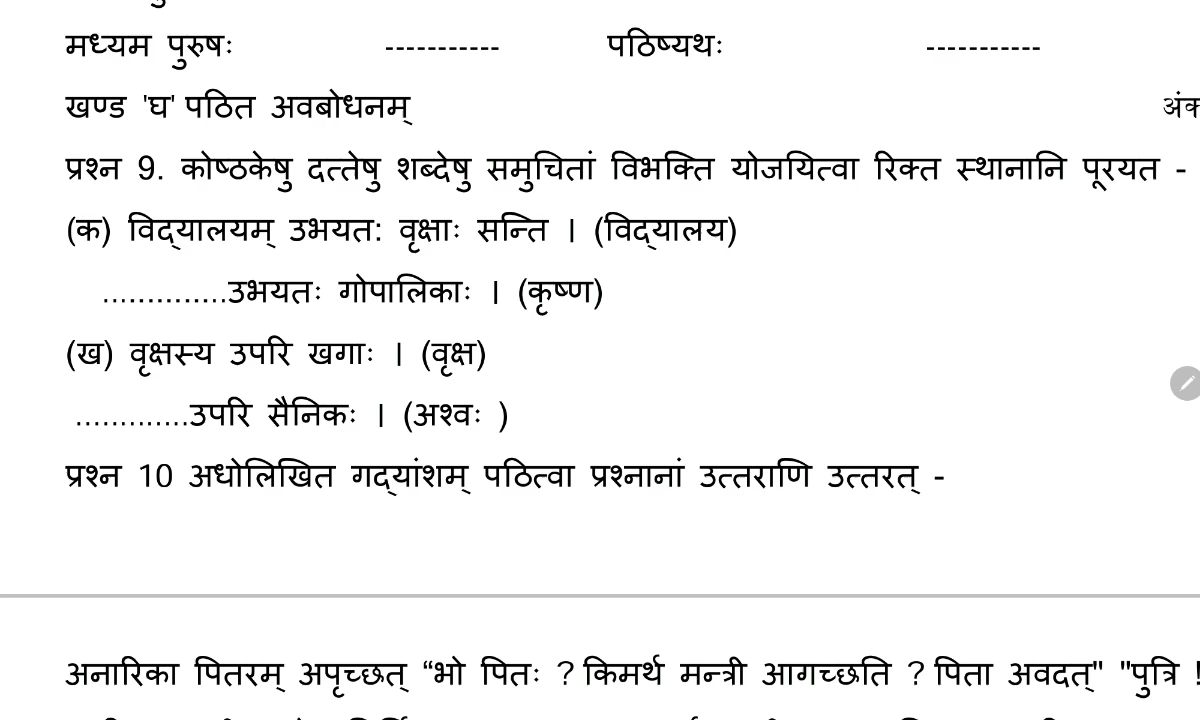 मध्यम पुरुषः ----------- पठिष्यथः -----------
खण्ड 'घ' पठित अवबोधनम्
प्रश्न 9. कोष्ठकेषु दत्तेषु शब्देषु समुचितां विभक्ति योजयित्वा रिक्त स्थानानि पूरयत -
(क) विद्यालयम् उभयत: वृक्षाः सन्ति । (विद्यालय)
..............उभयतः गोपालिकाः । (कृष्ण)
(ख) वृक्षस्य उपरि खगाः । (वृक्ष)
.............उपरि सैनिकः । (अश्वः )
प्रश्न 10 अधोलिखित गद्यांशम् पठित्वा प्रश्नानां उत्तराणि उत्तरत् -
अनारिका पितरम् अपृच्छत् “भो पितः ? किमर्थ मन्त्री आगच्छति ? पिता अवदत्" "पुत्रि !